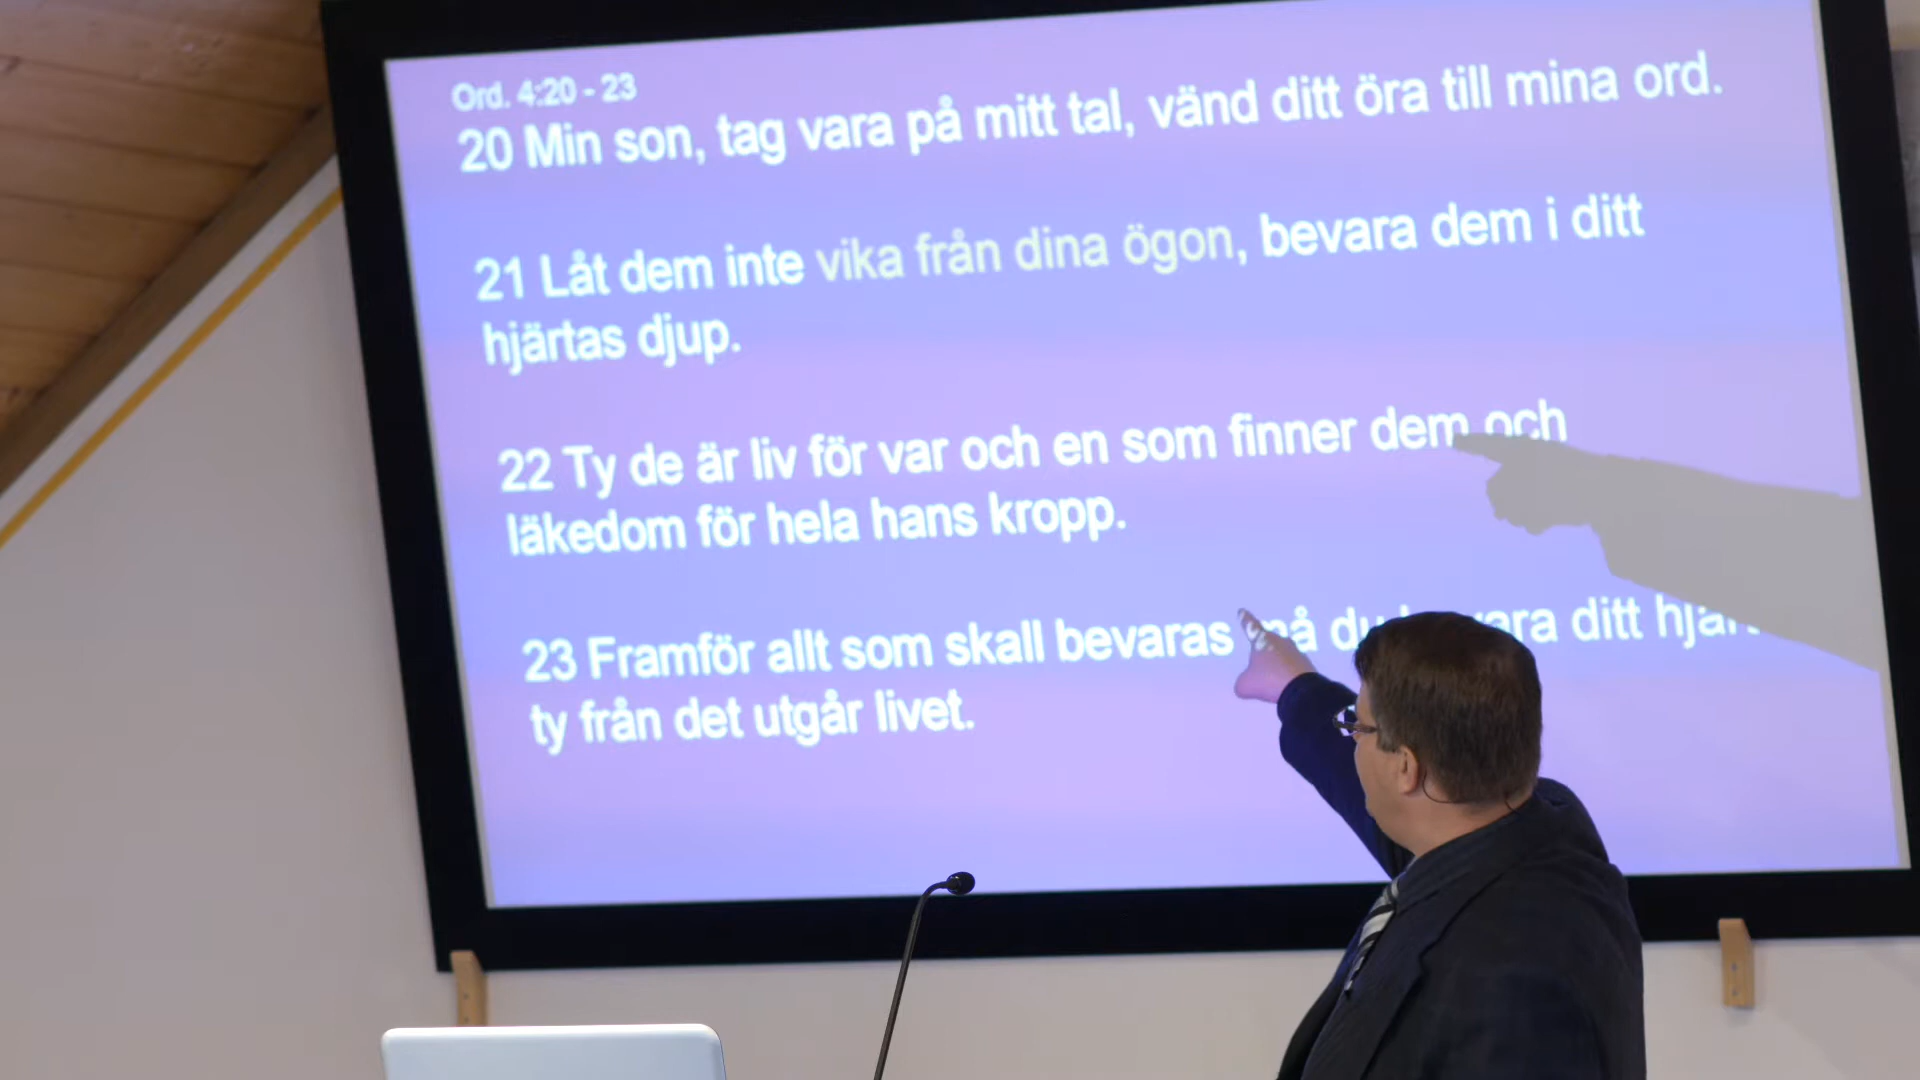 Ord. 4:20 - 23
20 Min son, tag vara på mitt tal, vänd ditt öra till mina ord.
21 Låt dem inte vika från dina ögon, bevara dem i ditt
hjärtas djup.
22 Ty de är liv för var och en som finner dem och
läkedom för hela hans kropp.
23 Framför allt som skall bevaras må du ditt
ty från det utgår livet.